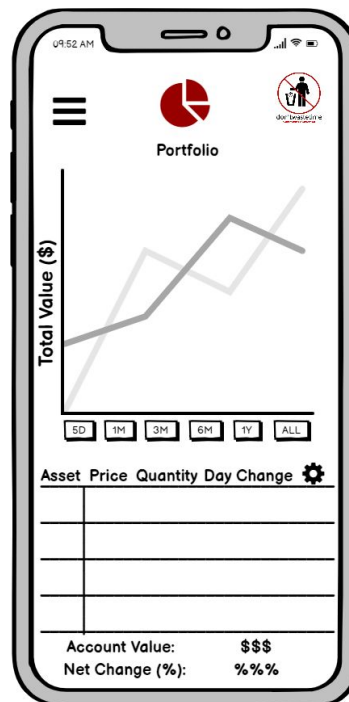 09:52 AM
dontwastetime
Portfolio
Total Value ($)
5D 1M 3M 6M 1Y ALL
Asset Price Quantity Day Change
Account Value: $$$
Net Change (%): %%%